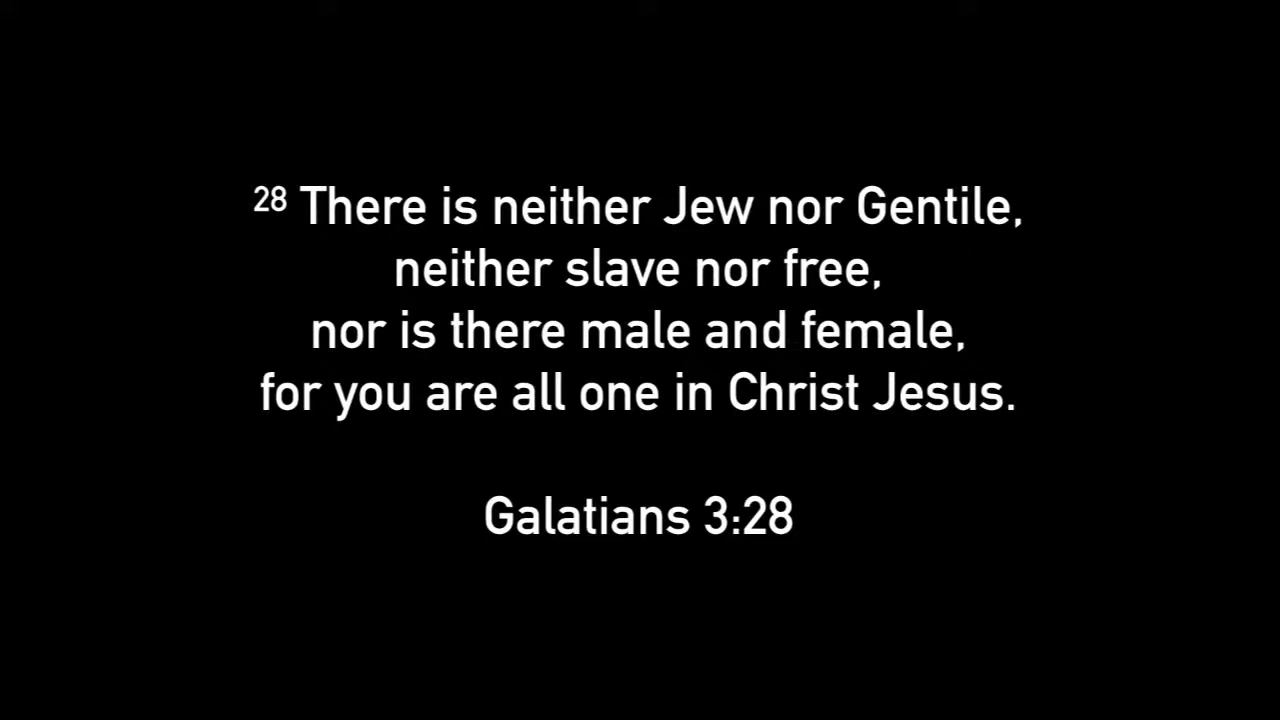 28 There is neither Jew nor Gentile,
neither slave nor free,
nor is there male and female,
for you are all one in Christ Jesus.
Galatians 3:28